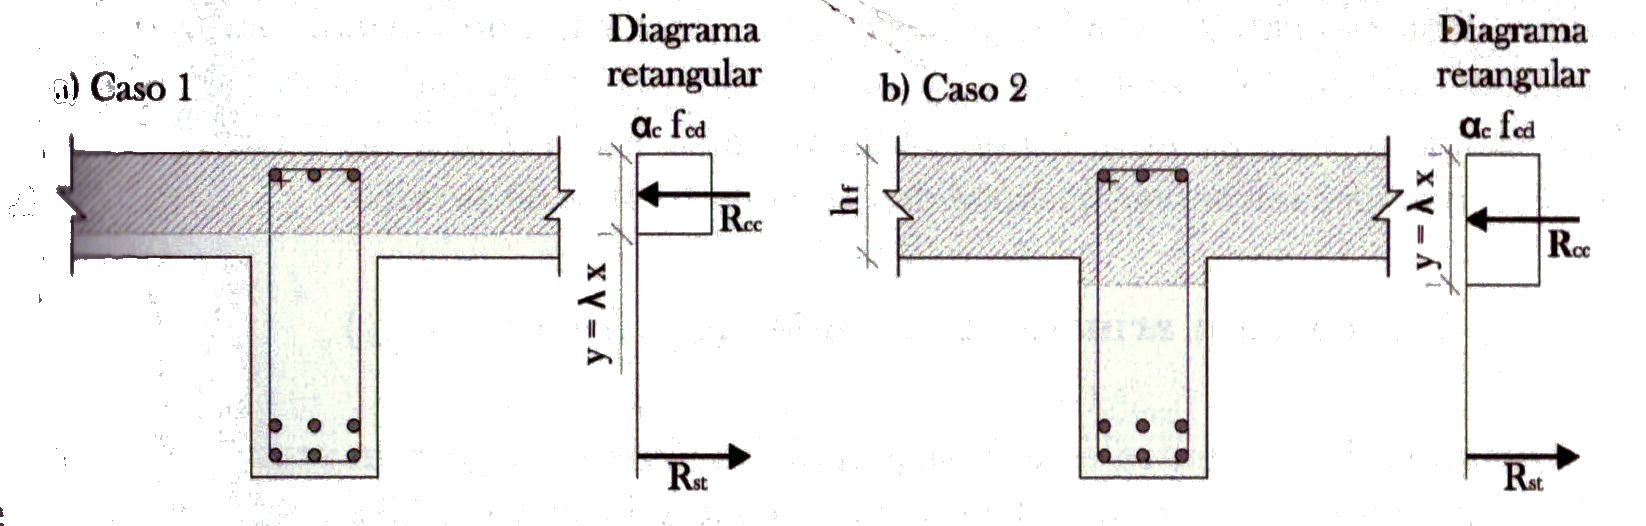 a) Caso 1
Diagrama
retangular
αc fcd
Rcc
y = λ x
Rst
b) Caso 2
Diagrama
retangular
αc fcd
hf
y = λ x
Rcc
Rst